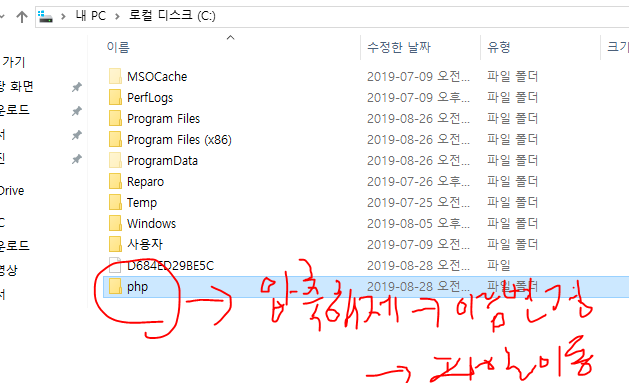 내 PC > 로컬 디스크 (C:)
이름 수정한 날짜 유형 크기
가기
MSOCache 2019-07-09 오전... 파일 폴더
화면
PerfLogs 2019-07-09 오후... 파일 폴더
운로드
Program Files 2019-08-26 오전... 파일 폴더
Program Files (x86) 2019-08-26 오전... 파일 폴더
ProgramData 2019-08-26 오전... 파일 폴더
Reparo 2019-07-26 오전... 파일 폴더
Drive
Temp 2019-07-25 오전... 파일 폴더
Windows 2019-08-05 오후... 파일 폴더
사용자 2019-07-09 오전... 파일 폴더
운로드
D684ED29BE5C 2019-08-28 오전... 파일
php 2019-08-28 오전... 파일 폴더
→ 압축해제 → 이름변경
→ 파일이동